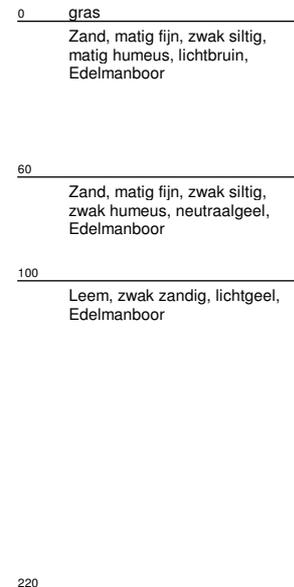 0 gras
Zand, matig fijn, zwak siltig,
matig humeus, lichtbruin,
Edelmanboor
60
Zand, matig fijn, zwak siltig,
zwak humeus, neutraalgeel,
Edelmanboor
100
Leem, zwak zandig, lichtgeel,
Edelmanboor
220